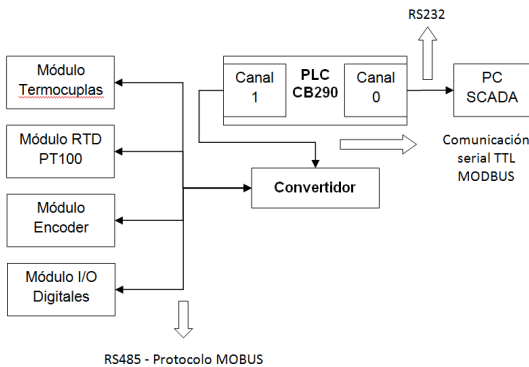 RS232
Módulo
Termocuplas
Módulo RTD
PT100
Módulo
Encoder
Módulo I/O
Digitales
Canal
1
PLC
CB290
Canal
0
PC
SCADA
Comunicación
serial TTL
MODBUS
Convertidor
RS485 - Protocolo MOBUS